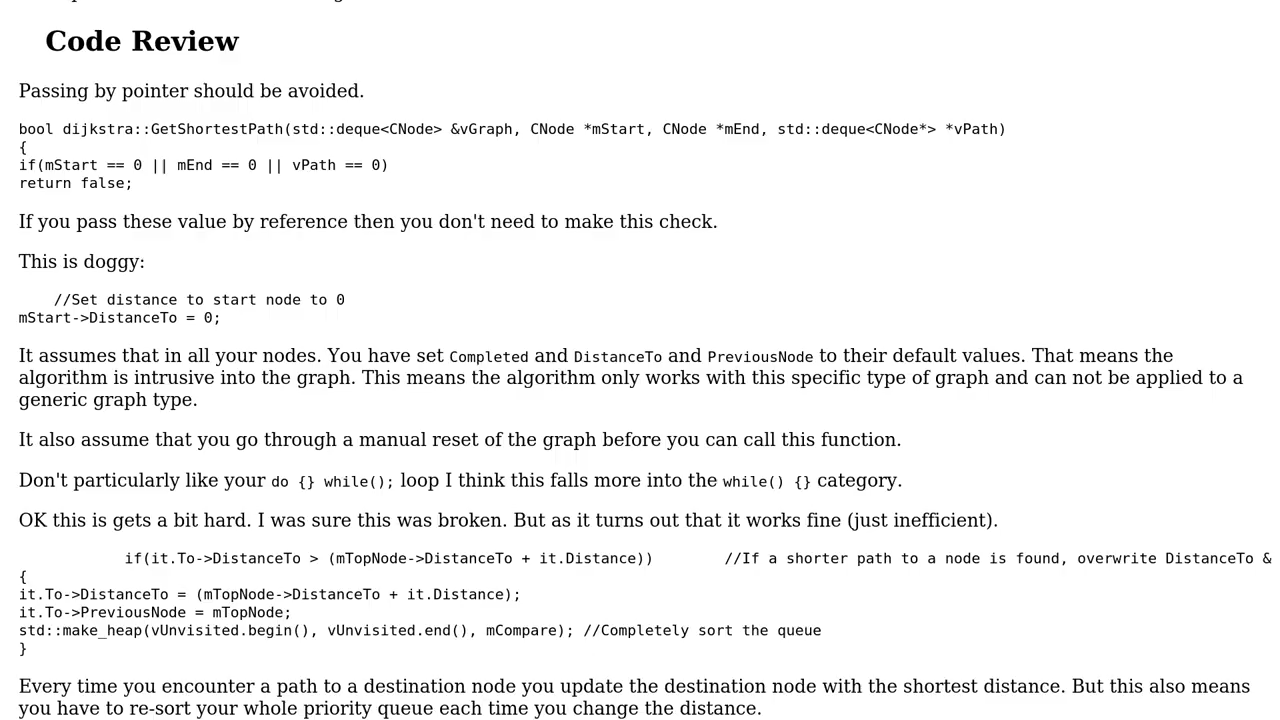 Code Review
Passing by pointer should be avoided.
bool dijkstra::GetShortestPath(std::deque<CNode> &vGraph, CNode *mStart, CNode *mEnd, std::deque<CNode*> *vPath)
{
if(mStart == 0 || mEnd == 0 || vPath == 0)
return false;
If you pass these value by reference then you don't need to make this check.
This is doggy:
//Set distance to start node to 0
mStart->DistanceTo = 0;
It assumes that in all your nodes. You have set Completed and DistanceTo and PreviousNode to their default values. That means the
algorithm is intrusive into the graph. This means the algorithm only works with this specific type of graph and can not be applied to a
generic graph type.
It also assume that you go through a manual reset of the graph before you can call this function.
Don't particularly like your do {} while(); loop I think this falls more into the while() {} category.
OK this is gets a bit hard. I was sure this was broken. But as it turns out that it works fine (just inefficient).
if(it.To->DistanceTo > (mTopNode->DistanceTo + it.Distance)) //If a shorter path to a node is found, overwrite DistanceTo &
{
it.To->DistanceTo = (mTopNode->DistanceTo + it.Distance);
it.To->PreviousNode = mTopNode;
std::make_heap(vUnvisited.begin(), vUnvisited.end(), mCompare); //Completely sort the queue
}
Every time you encounter a path to a destination node you update the destination node with the shortest distance. But this also means
you have to re-sort your whole priority queue each time you change the distance.